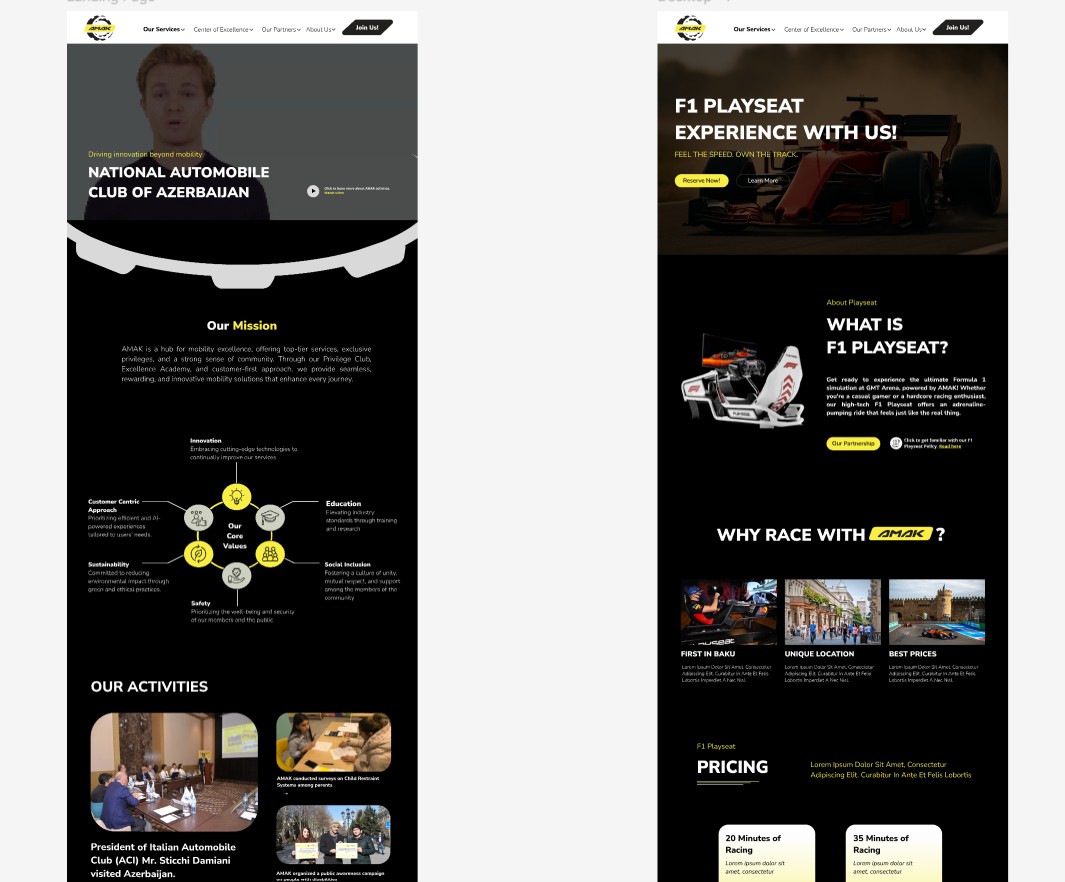 Landing Page
AMAK
Our Services
Center of Excellence
Our Partners
About Us
Join Us!
Driving innovation beyond mobility
NATIONAL AUTOMOBILE
CLUB OF AZERBAIJAN
Click to learn more about AMAK activities.
Our Mission
AMAK is a hub for mobility excellence, offering top-tier services, exclusive
privileges, and a strong sense of community. Through our Privilege Club,
Excellence Academy, and customer-first approach, we provide seamless,
rewarding, and innovative mobility solutions that enhance every journey.
Innovation
Embracing cutting-edge technologies to
continually improve our services
Customer Centric
Approach
Prioritizing efficient and AI-
powered experiences
tailored to users' needs.
Education
Elevating industry
standards through training
and research
Our
Core
Values
Sustainability
Committed to reducing
environmental impact through
green and ethical practices.
Social Inclusion
Fostering a culture of unity,
mutual respect, and support
among the members of the
community
Safety
Prioritizing the well-being and security
of our members and the public
OUR ACTIVITIES
President of Italian Automobile
Club (ACI) Mr. Sticchi Damiani
visited Azerbaijan.
AMAK conducted surveys on Child Restraint
Systems among parents
AMAK organized a public awareness campaign
on people with disabilities
AMAK
Our Services
Center of Excellence
Our Partners
About Us
Join Us!
F1 PLAYSEAT
EXPERIENCE WITH US!
FEEL THE SPEED. OWN THE TRACK.
Reserve Now!
Learn More
About Playseat
WHAT IS
F1 PLAYSEAT?
Get ready to experience the ultimate Formula 1
simulation at GMT Arena, powered by AMAK! Whether
you're a casual gamer or a hardcore racing enthusiast,
our high-tech F1 Playseat offers an adrenaline-
pumping ride that feels just like the real thing.
Our Partnership
Click to get familiar with our F1
Playseat Policy. Read here
WHY RACE WITH AMAK ?
FIRST IN BAKU
Lorem Ipsum Dolor Sit Amet, Consectetur
Adipiscing Elit. Curabitur In Ante Et Felis
Lobortis Imperdiet A Nec Nisl.
UNIQUE LOCATION
Lorem Ipsum Dolor Sit Amet, Consectetur
Adipiscing Elit. Curabitur In Ante Et Felis
Lobortis Imperdiet A Nec Nisl.
BEST PRICES
Lorem Ipsum Dolor Sit Amet, Consectetur
Adipiscing Elit. Curabitur In Ante Et Felis
Lobortis Imperdiet A Nec Nisl.
F1 Playseat
PRICING
Lorem Ipsum Dolor Sit Amet, Consectetur
Adipiscing Elit. Curabitur In Ante Et Felis Lobortis
20 Minutes of
Racing
Lorem ipsum dolor sit
amet, consectetur
35 Minutes of
Racing
Lorem ipsum dolor sit
amet, consectetur